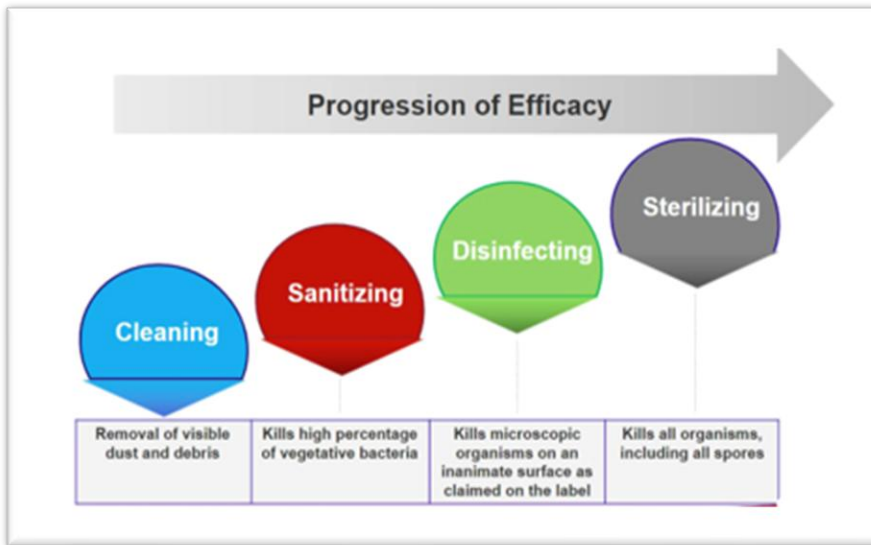 Progression of Efficacy
Cleaning
Sanitizing
Disinfecting
Sterilizing
Removal of visible
dust and debris
Kills high percentage
of vegetative bacteria
Kills microscopic
organisms on an
inanimate surface as
claimed on the label
Kills all organisms,
including all spores